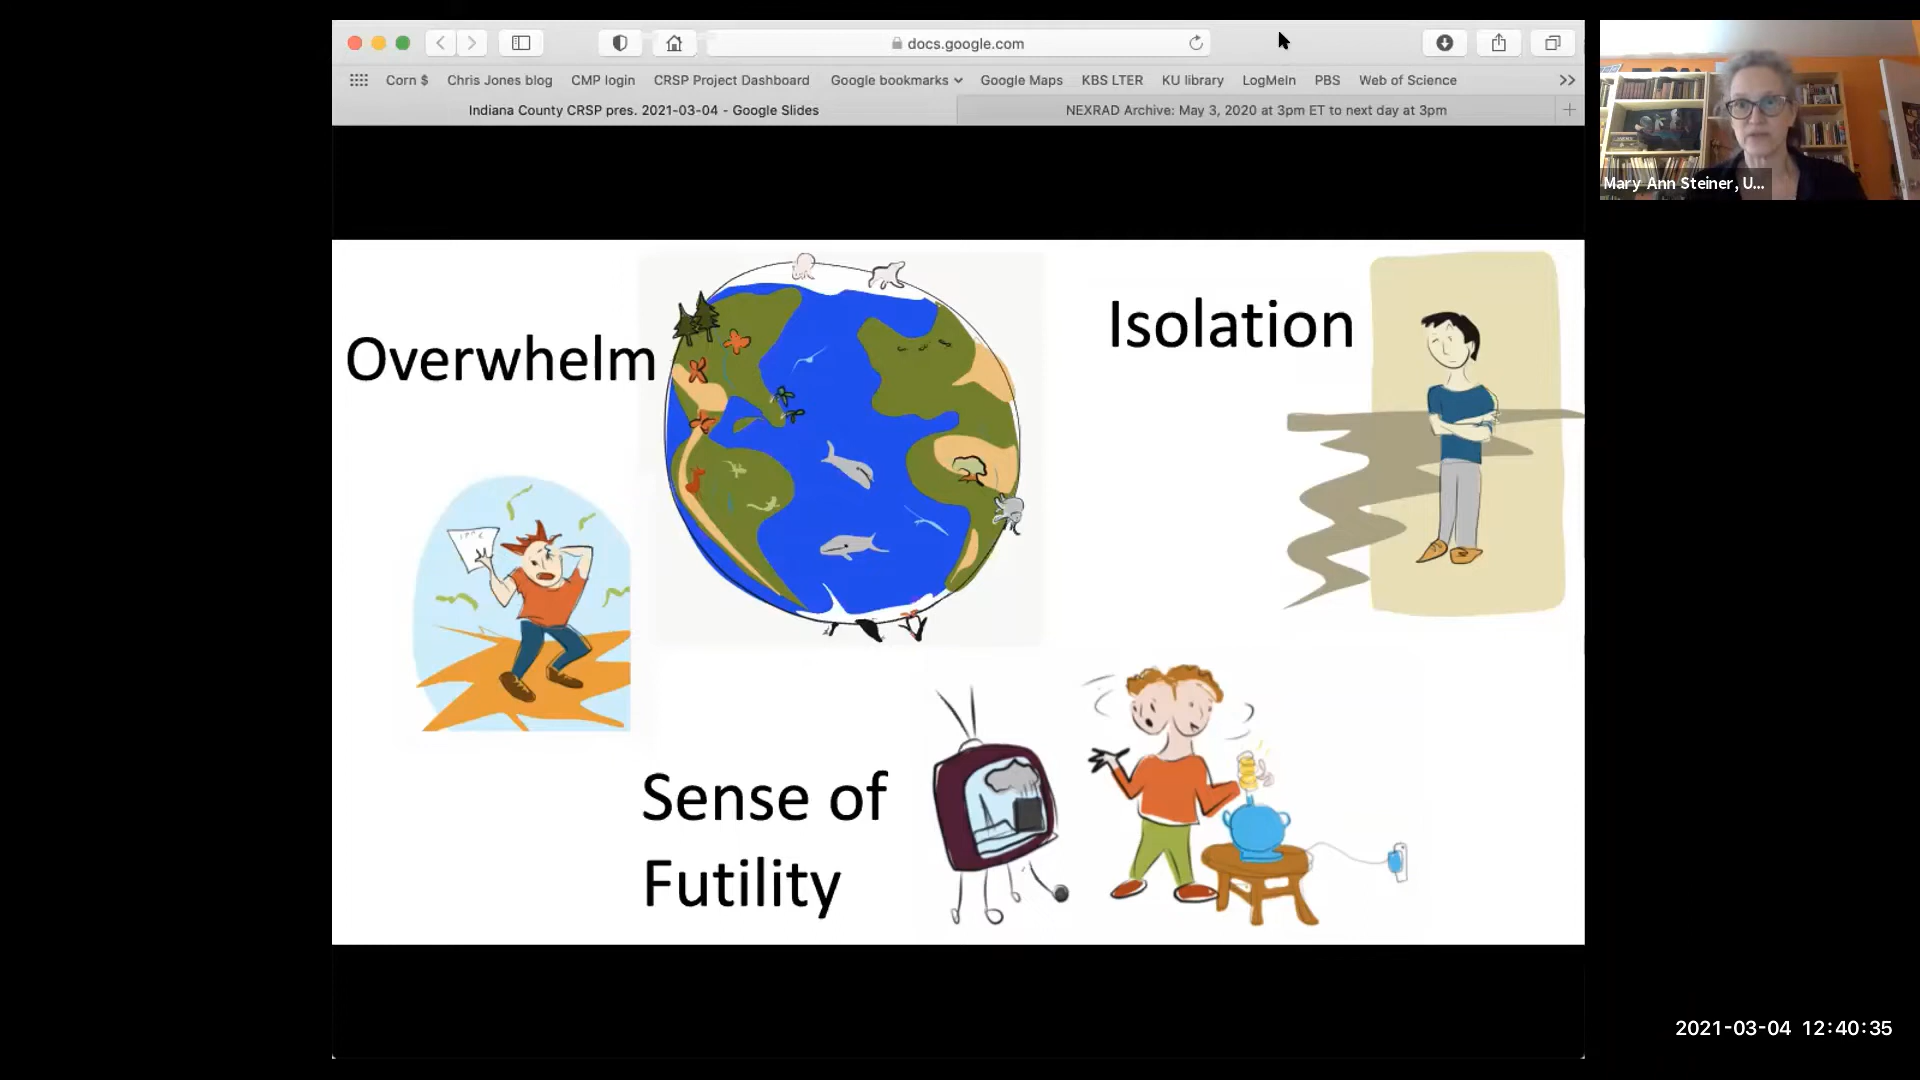 docs.google.com
Corn $ Chris Jones blog CMP login CRSP Project Dashboard Google bookmarks Google Maps KBS LTER KU library LogMeIn PBS Web of Science
Indiana County CRSP pres. 2021-03-04 - Google Slides
NEXRAD Archive: May 3, 2020 at 3pm ET to next day at 3pm
Mary Ann Steiner, U...
Overwhelm
Isolation
Sense of
Futility
2021-03-04 12:40:35